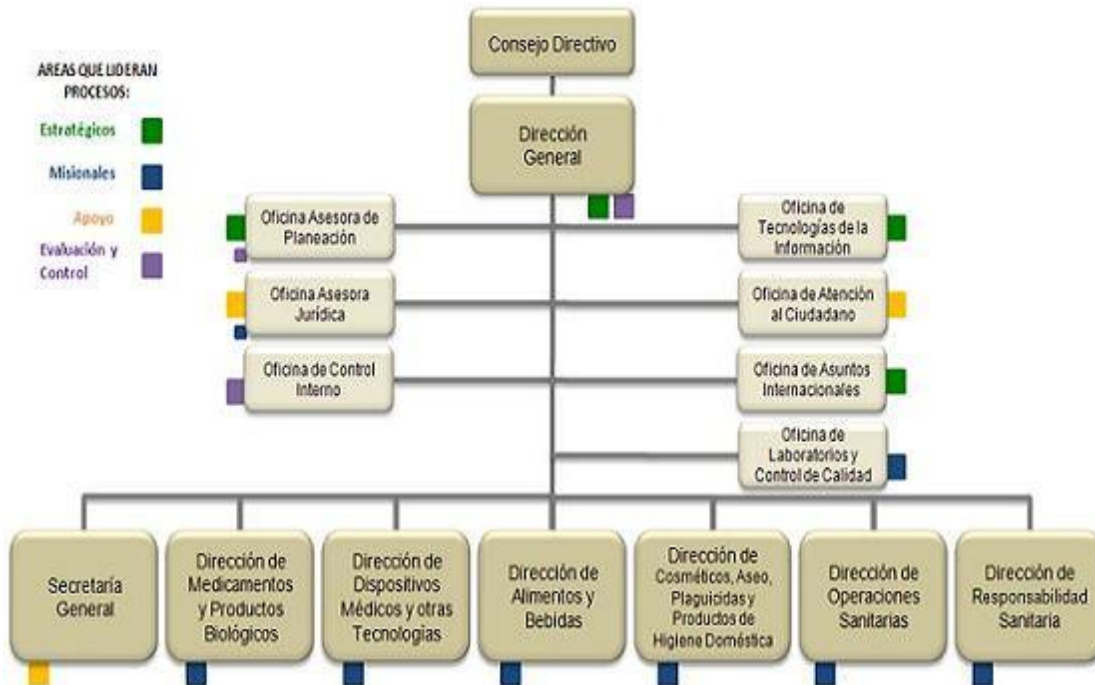 Consejo Directivo
AREAS QUE LIDERAN
PROCESOS:
Estratégicos
Misionales
Apoyo
Evaluación y
Control
Dirección
General
Oficina Asesora de
Planeación
Oficina de
Tecnologías de la
Información
Oficina Asesora
Jurídica
Oficina de Atención
al Ciudadano
Oficina de Control
Interno
Oficina de Asuntos
Internacionales
Oficina de
Laboratorios y
Control de Calidad
Secretaría
General
Dirección de
Medicamentos
y Productos
Biológicos
Dirección de
Dispositivos
Médicos y otras
Tecnologías
Dirección de
Alimentos y
Bebidas
Dirección de
Cosméticos, Aseo,
Plaguicidas y
Productos de
Higiene Doméstica
Dirección de
Operaciones
Sanitarias
Dirección de
Responsabilidad
Sanitaria